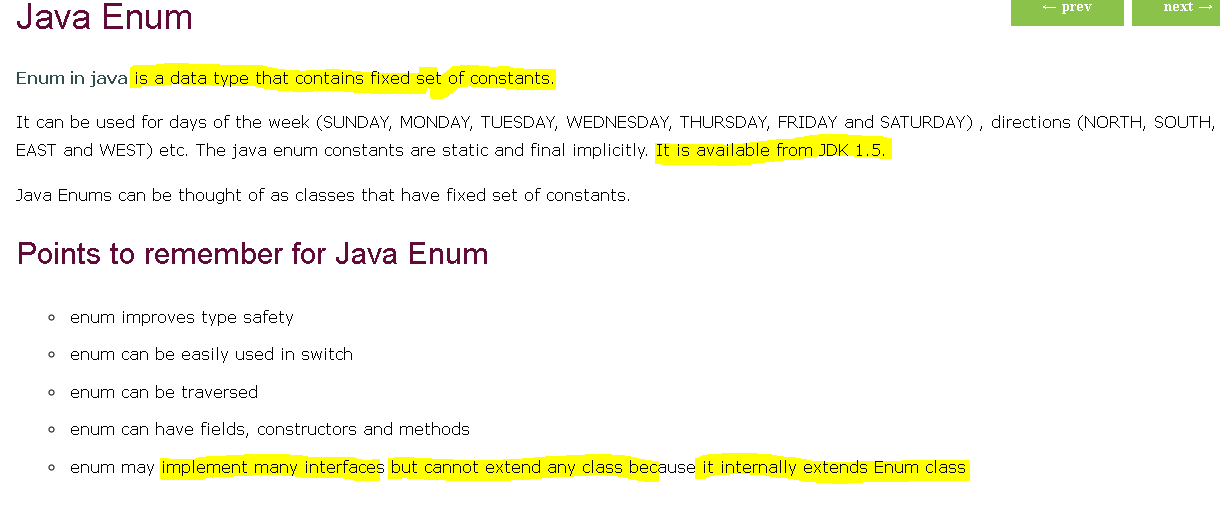 Java Enum
← prev
next →
Enum in java is a data type that contains fixed set of constants.
It can be used for days of the week (SUNDAY, MONDAY, TUESDAY, WEDNESDAY, THURSDAY, FRIDAY and SATURDAY) , directions (NORTH, SOUTH,
EAST and WEST) etc. The java enum constants are static and final implicitly. It is available from JDK 1.5.
Java Enums can be thought of as classes that have fixed set of constants.
Points to remember for Java Enum
enum improves type safety
enum can be easily used in switch
enum can be traversed
enum can have fields, constructors and methods
enum may implement many interfaces but cannot extend any class because it internally extends Enum class